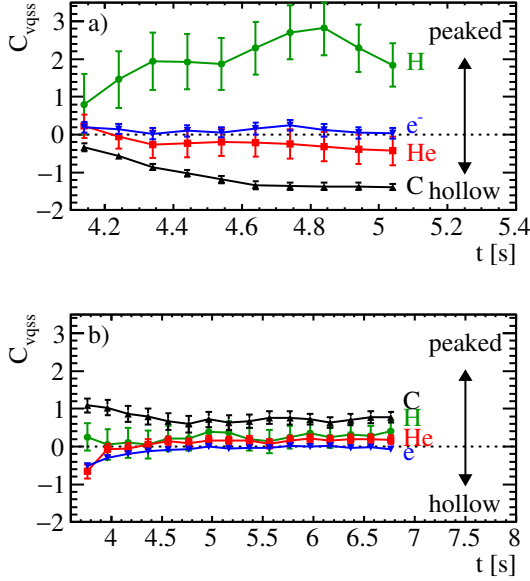 C_vqss
3
2
1
0
−1
−2
a)
peaked
H
e⁻
He
C
hollow
4.2 4.4 4.6 4.8 5 5.2 5.4
t [s]
C_vqss
3
2
1
0
−1
−2
b)
peaked
C
H
He
e⁻
hollow
4 4.5 5 5.5 6 6.5 7 7.5 8
t [s]